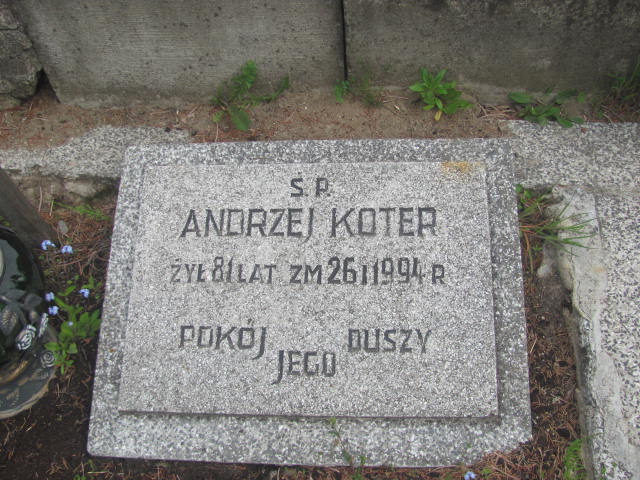 Ś.P.
ANDRZEJ KOTER
ŻYŁ 81 LAT ZM 26 I 1994 R
POKÓJ JEGO DUSZY